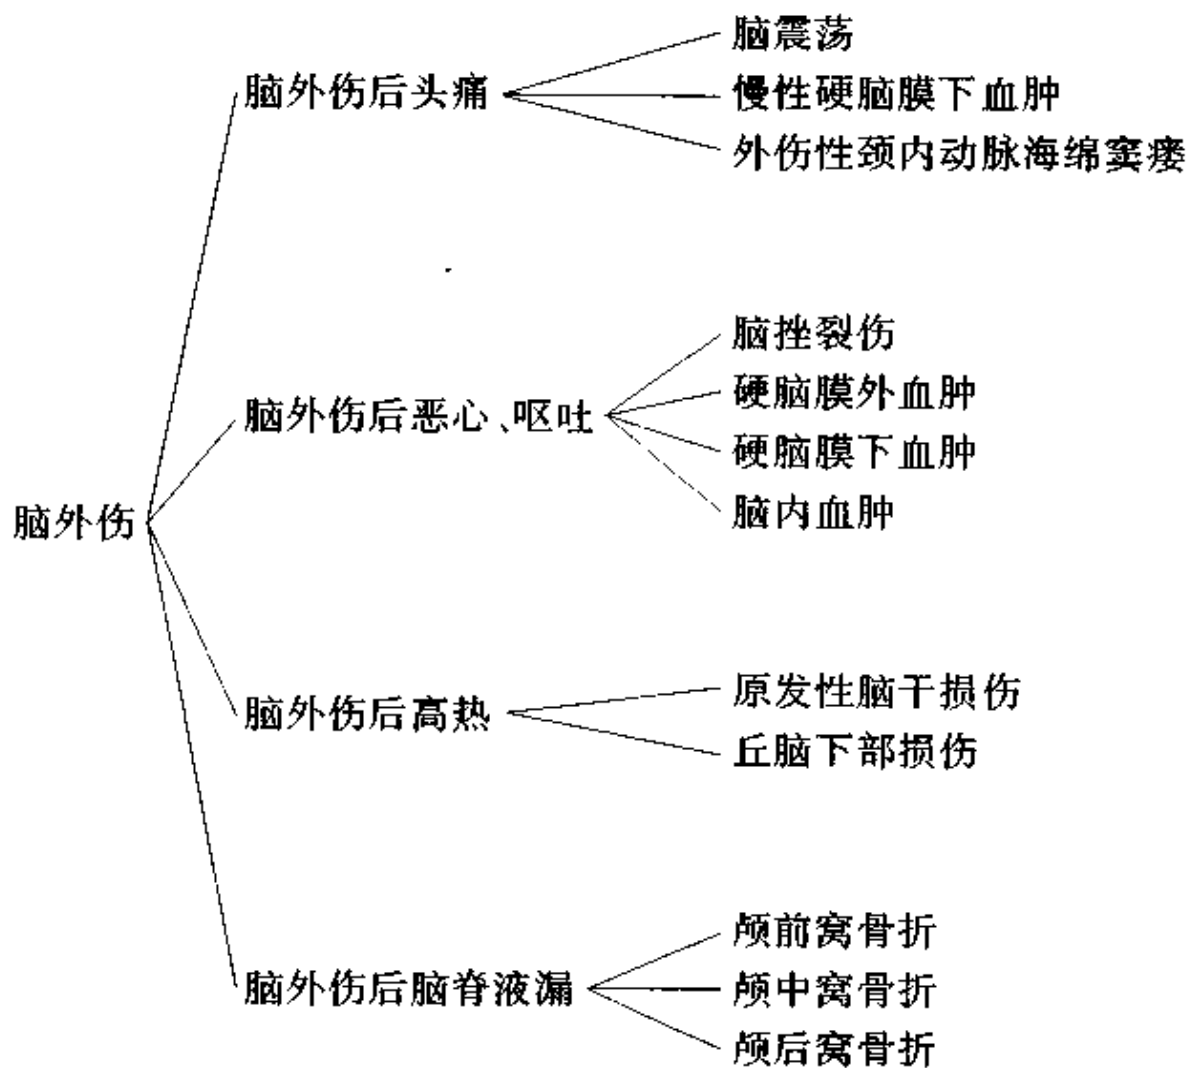 脑外伤
脑外伤后头痛
脑震荡
慢性硬脑膜下血肿
外伤性颈内动脉海绵窦瘘
脑外伤后恶心、呕吐
脑挫裂伤
硬脑膜外血肿
硬脑膜下血肿
脑内血肿
脑外伤后高热
原发性脑干损伤
丘脑下部损伤
脑外伤后脑脊液漏
颅前窝骨折
颅中窝骨折
颅后窝骨折